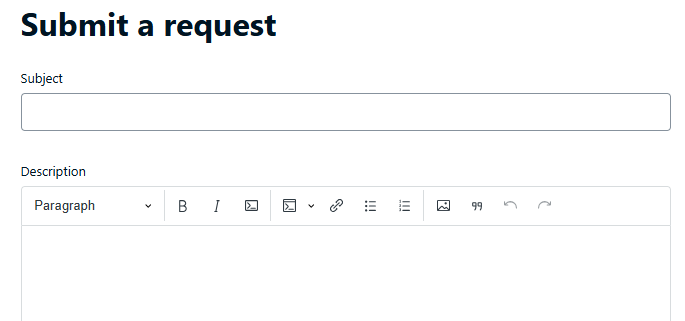 Submit a request
Subject
Description
Paragraph
B I